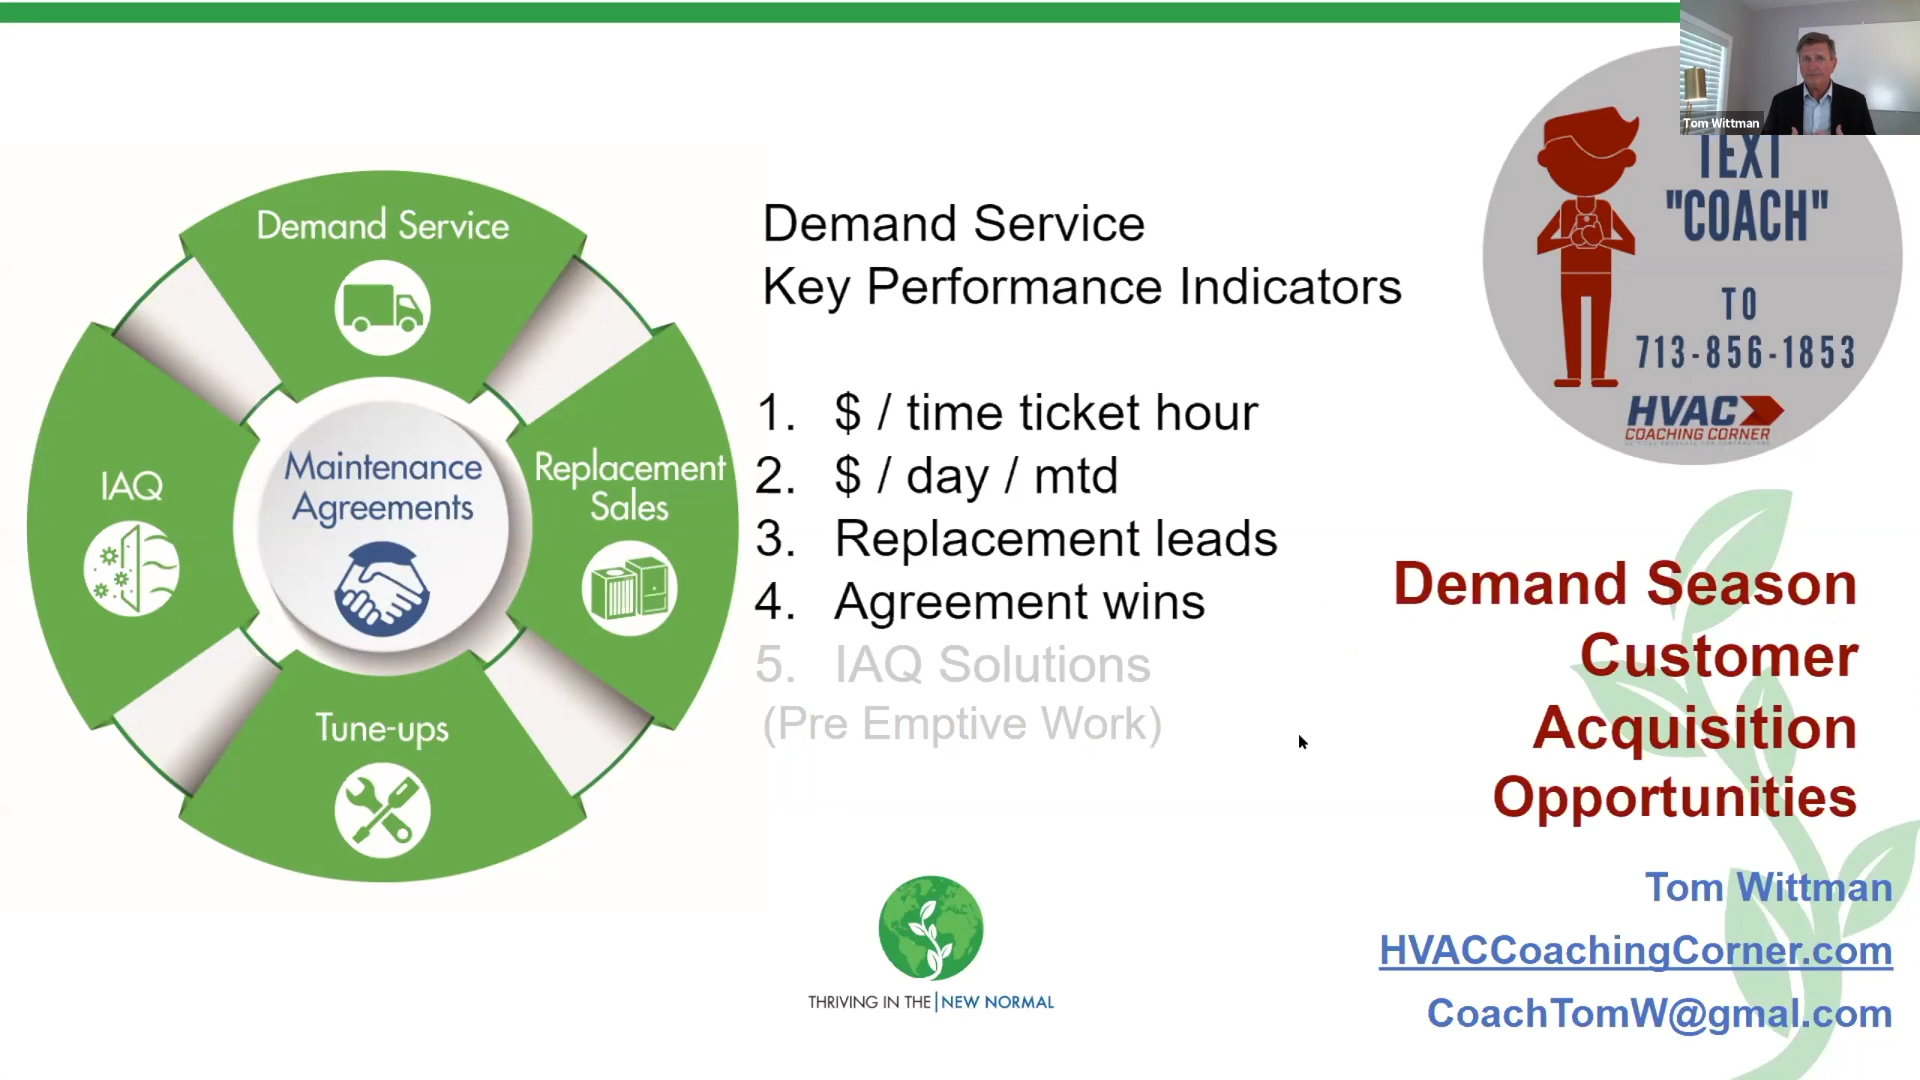 Demand Service
IAQ
Maintenance
Agreements
Replacement
Sales
Tune-ups
Demand Service
Key Performance Indicators
1. $ / time ticket hour
2. $ / day / mtd
3. Replacement leads
4. Agreement wins
5. IAQ Solutions
(Pre Emptive Work)
THRIVING IN THE | NEW NORMAL
Tom Wittman
TEXT
"COACH"
TO
713-856-1853
HVAC
COACHING CORNER
Demand Season
Customer
Acquisition
Opportunities
Tom Wittman
HVACCoachingCorner.com
CoachTomW@gmal.com